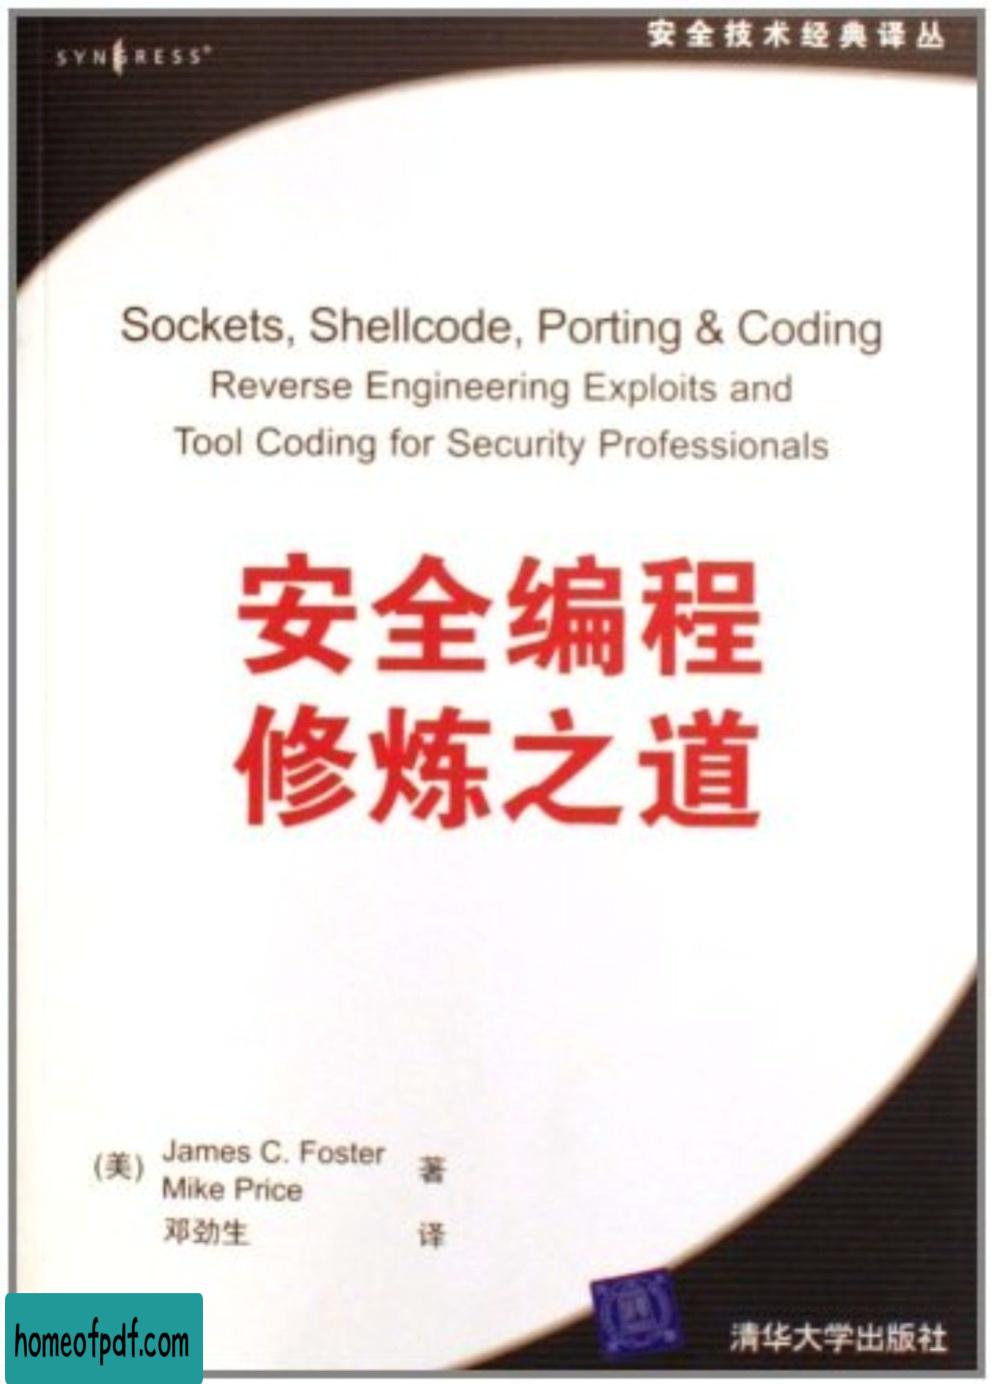 SYNGRESS®
安全技术经典译丛
Sockets, Shellcode, Porting & Coding
Reverse Engineering Exploits and
Tool Coding for Security Professionals
安全编程
修炼之道
(美) James C. Foster 著
Mike Price
邓劲生 译
清华大学出版社
homeofpdf.com